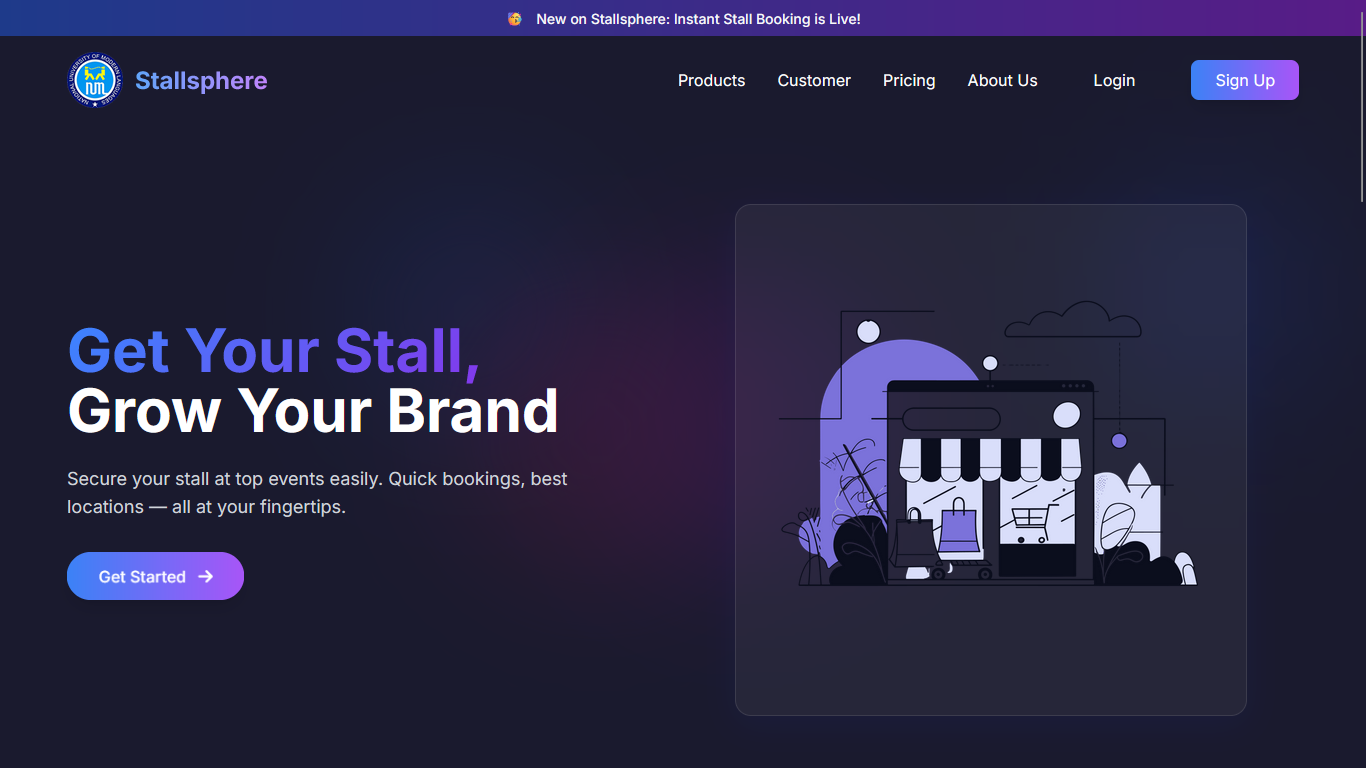 🥳 New on Stallsphere: Instant Stall Booking is Live!
NATIONAL UNIVERSITY OF MODERN LANGUAGES
Stallsphere
Products
Customer
Pricing
About Us
Login
Sign Up
Get Your Stall,
Grow Your Brand
Secure your stall at top events easily. Quick bookings, best
locations — all at your fingertips.
Get Started →